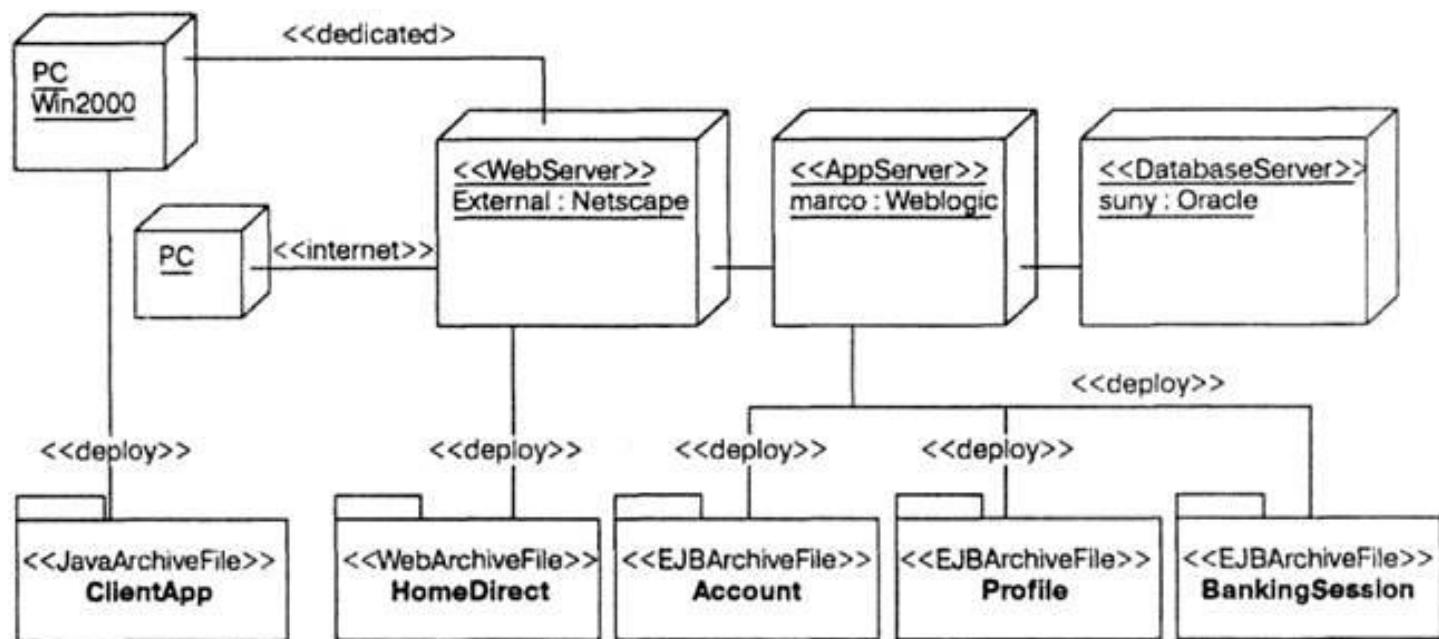 <<dedicated>
PC
Win2000
<<WebServer>>
External : Netscape
<<AppServer>>
marco : Weblogic
<<DatabaseServer>>
suny : Oracle
PC
<<internet>>
<<deploy>>
<<deploy>>
<<deploy>>
<<deploy>>
<<deploy>>
<<JavaArchiveFile>>
ClientApp
<<WebArchiveFile>>
HomeDirect
<<EJBArchiveFile>>
Account
<<EJBArchiveFile>>
Profile
<<EJBArchiveFile>>
BankingSession